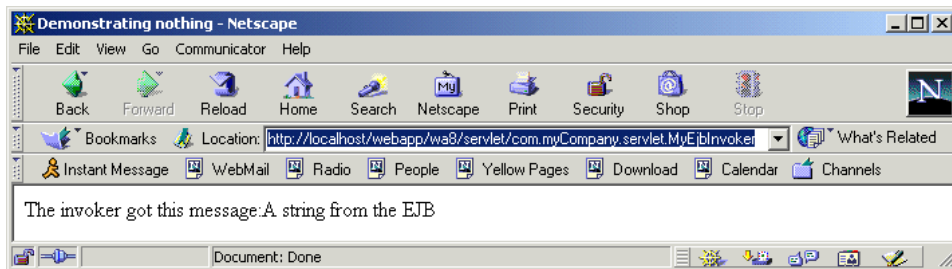 Demonstrating nothing - Netscape
File Edit View Go Communicator Help
My
N
Back Forward Reload Home Search Netscape Print Security Shop Stop
Bookmarks Location: http://localhost/webapp/wa8/servlet/com.myCompany.servlet.MyEjbInvoker What's Related
Instant Message WebMail Radio People Yellow Pages Download Calendar Channels
The invoker got this message:A string from the EJB
Document: Done